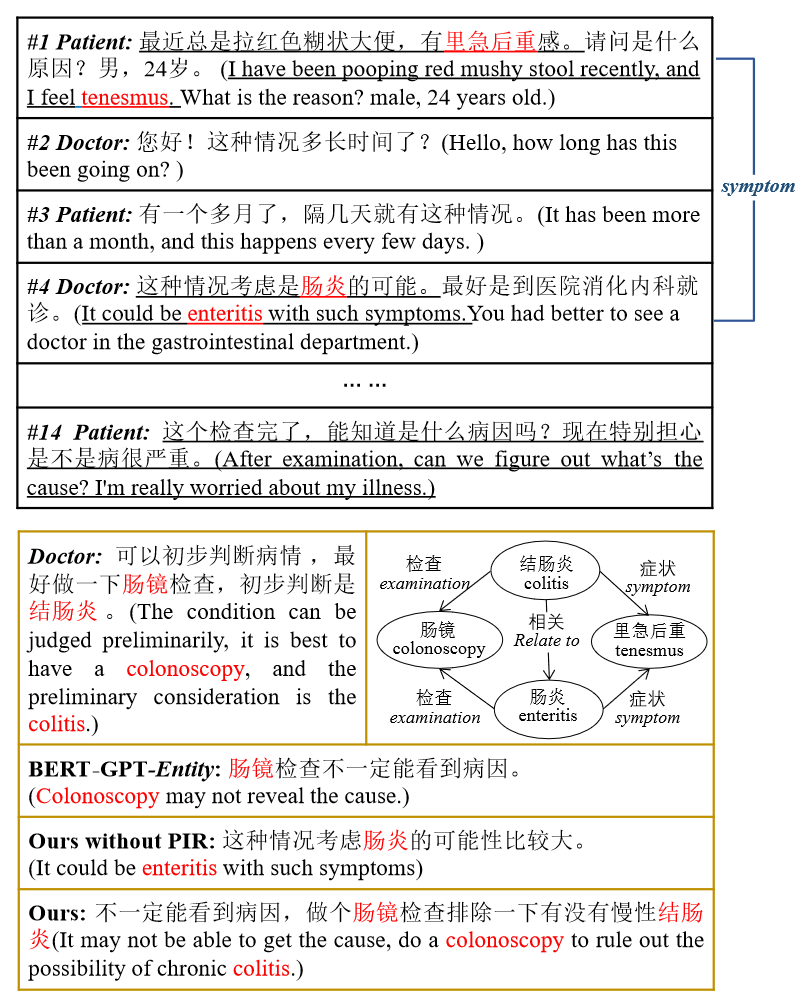 #1 Patient: 最近总是拉红色糊状大便，有里急后重感。请问是什么
原因？男，24岁。 (I have been pooping red mushy stool recently, and
I feel tenesmus. What is the reason? male, 24 years old.)
#2 Doctor: 您好！这种情况多长时间了？(Hello, how long has this
been going on? )
symptom
#3 Patient: 有一个多月了，隔几天就有这种情况。(It has been more
than a month, and this happens every few days. )
#4 Doctor: 这种情况考虑是肠炎的可能。最好是到医院消化内科就
诊。(It could be enteritis with such symptoms.You had better to see a
doctor in the gastrointestinal department.)
... ...
#14 Patient: 这个检查完了，能知道是什么病因吗？现在特别担心
是不是病很严重。(After examination, can we figure out what’s the
cause? I'm really worried about my illness.)
Doctor: 可以初步判断病情 ，最
好做一下肠镜检查，初步判断是
结肠炎 。(The condition can be
judged preliminarily, it is best to
have a colonoscopy, and the
preliminary consideration is the
colitis.)
检查
examination
结肠炎
colitis
症状
symptom
肠镜
colonoscopy
相关
Relate to
里急后重
tenesmus
检查
examination
肠炎
enteritis
症状
symptom
BERT-GPT-Entity: 肠镜检查不一定能看到病因。
(Colonoscopy may not reveal the cause.)
Ours without PIR: 这种情况考虑肠炎的可能性比较大。
(It could be enteritis with such symptoms)
Ours: 不一定能看到病因，做个肠镜检查排除一下有没有慢性结肠
炎(It may not be able to get the cause, do a colonoscopy to rule out the
possibility of chronic colitis.)